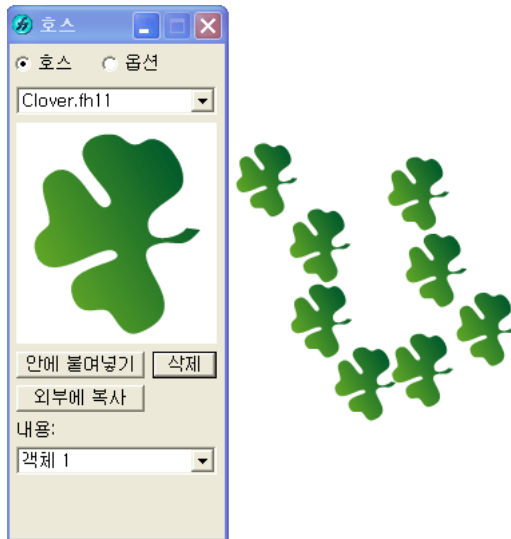 호스
호스 옵션
Clover.fh11
안에 붙여넣기 삭제
외부에 복사
내용:
객체 1